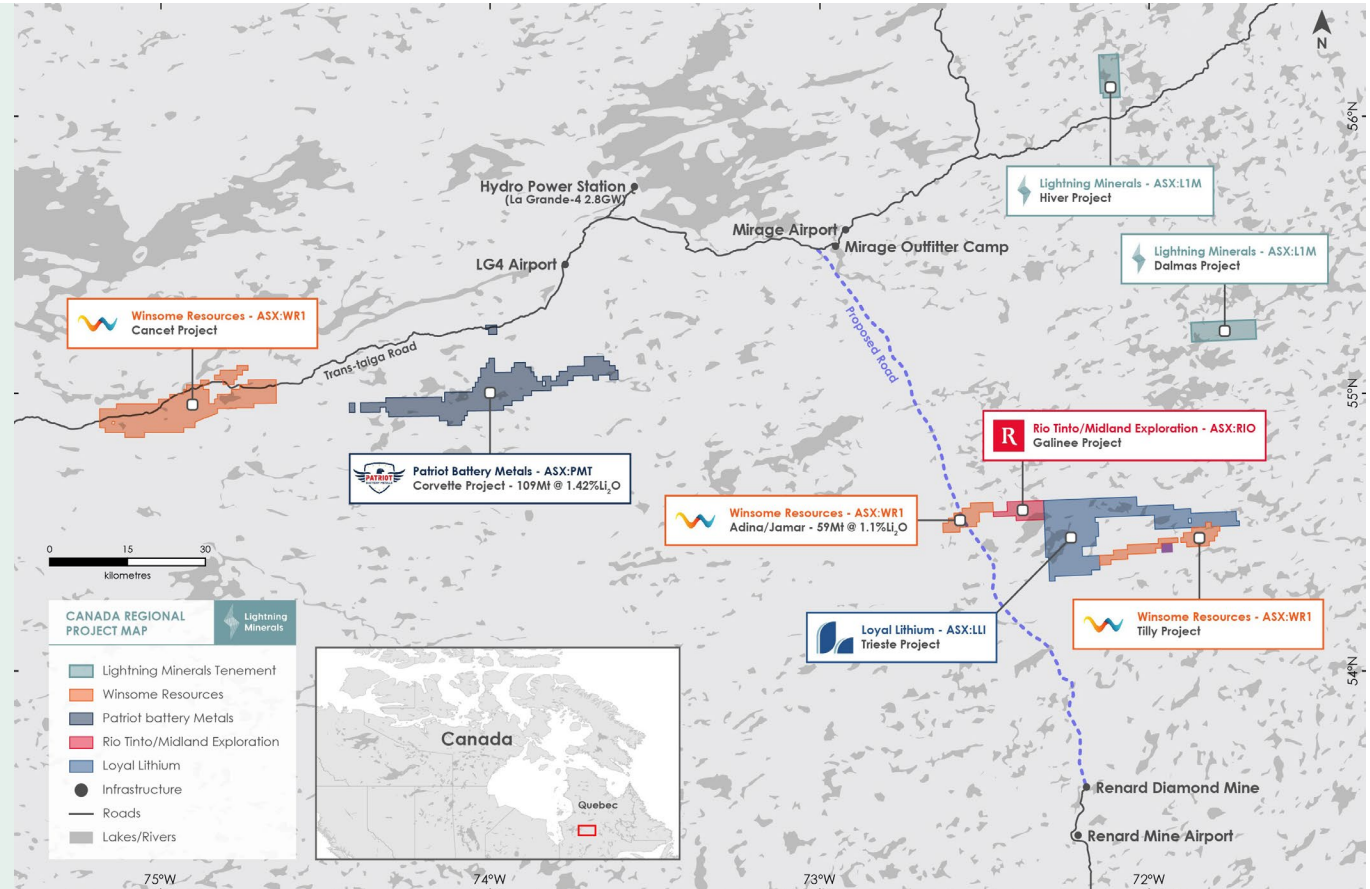 N
56°N
Hydro Power Station
(La Grande-4 2.8GW)
Lightning Minerals - ASX:L1M
Hiver Project
Mirage Airport
Mirage Outfitter Camp
Lightning Minerals - ASX:L1M
Dalmas Project
LG4 Airport
Winsome Resources - ASX:WR1
Cancet Project
Trans-taiga Road
Proposed Road
55°N
R
Rio Tinto/Midland Exploration - ASX:RIO
Galinee Project
PATRIOT
Patriot Battery Metals - ASX:PMT
Corvette Project - 109Mt @ 1.42%Li₂O
Winsome Resources - ASX:WR1
Adina/Jamar - 59Mt @ 1.1%Li₂O
0 15 30
kilometres
Loyal Lithium - ASX:LLI
Trieste Project
Winsome Resources - ASX:WR1
Tilly Project
54°N
CANADA REGIONAL
PROJECT MAP
Lightning
Minerals
Lightning Minerals Tenement
Winsome Resources
Patriot battery Metals
Rio Tinto/Midland Exploration
Loyal Lithium
Infrastructure
Roads
Lakes/Rivers
Canada
Quebec
Renard Diamond Mine
Renard Mine Airport
75°W
74°W
73°W
72°W